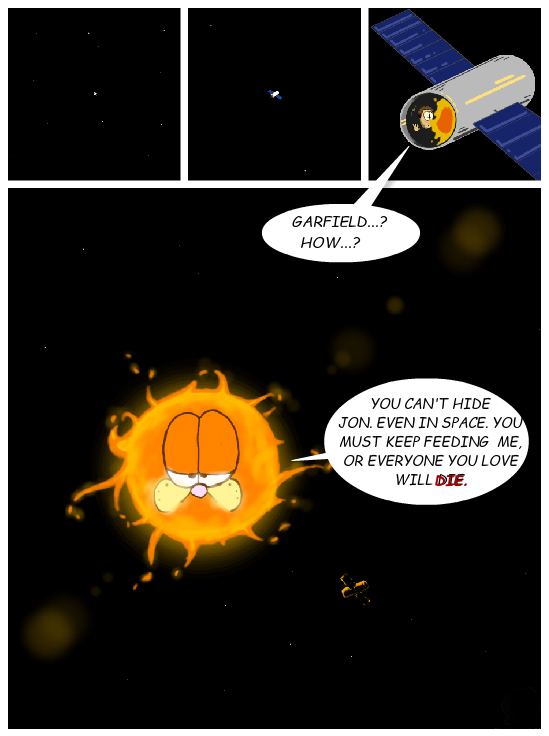 GARFIELD...?
HOW...?
YOU CAN'T HIDE
JON. EVEN IN SPACE. YOU
MUST KEEP FEEDING ME,
OR EVERYONE YOU LOVE
WILL DIE.